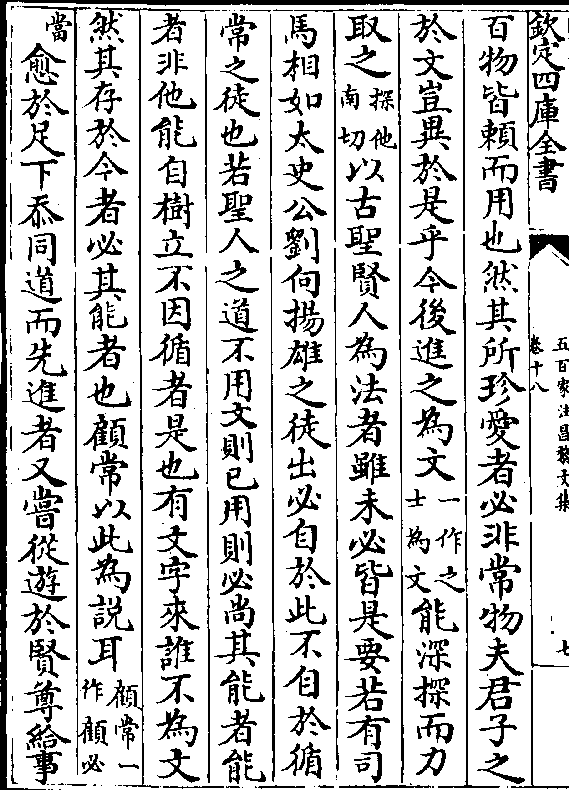 欽定四庫全書
五百家注昌黎文集
卷十八
七
百物皆賴而用也然其所珍愛者必非常物夫君子之
於文豈異於是乎今後進之為文一作之士為文能深探而力
取之探他南切以古聖賢人為法者雖未必皆是要若有司
馬相如太史公劉向揚雄之徒出必自於此不自於循
常之徒也若聖人之道不用文則已用則必尚其能者能
者非他能自樹立不因循者是也有文字來誰不為文
然其存於今者必其能者也顧常以此為説耳顧常一作顧必
當愈於足下忝同道而先進者又嘗從遊於賢尊給事